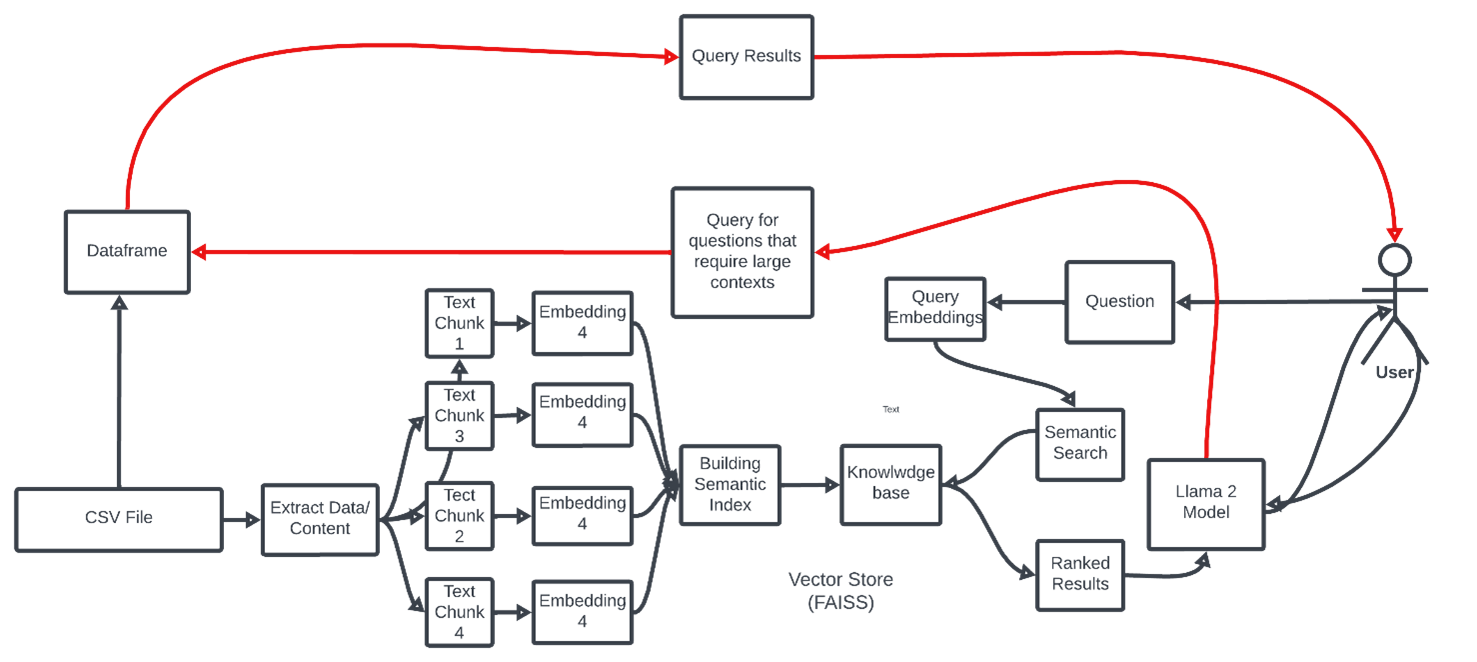 Query Results
Dataframe
Query for
questions that
require large
contexts
Query
Embeddings
Question
User
Text
Chunk
1
Embedding
4
Text
Chunk
3
Embedding
4
Text
Semantic
Search
CSV File
Extract Data/
Content
Tect
Chunk
2
Embedding
4
Building
Semantic
Index
Knowlwdge
base
Llama 2
Model
Text
Chunk
4
Embedding
4
Vector Store
(FAISS)
Ranked
Results